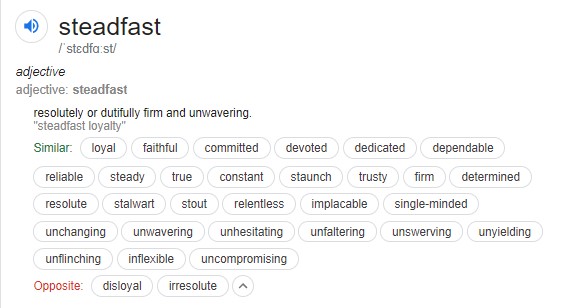 steadfast
/ˈstɛdfɑːst/
adjective
adjective: steadfast
resolutely or dutifully firm and unwavering.
"steadfast loyalty"
Similar: loyal faithful committed devoted dedicated dependable
reliable steady true constant staunch trusty firm determined
resolute stalwart stout relentless implacable single-minded
unchanging unwavering unhesitating unfaltering unswerving unyielding
unflinching inflexible uncompromising
Opposite: disloyal irresolute